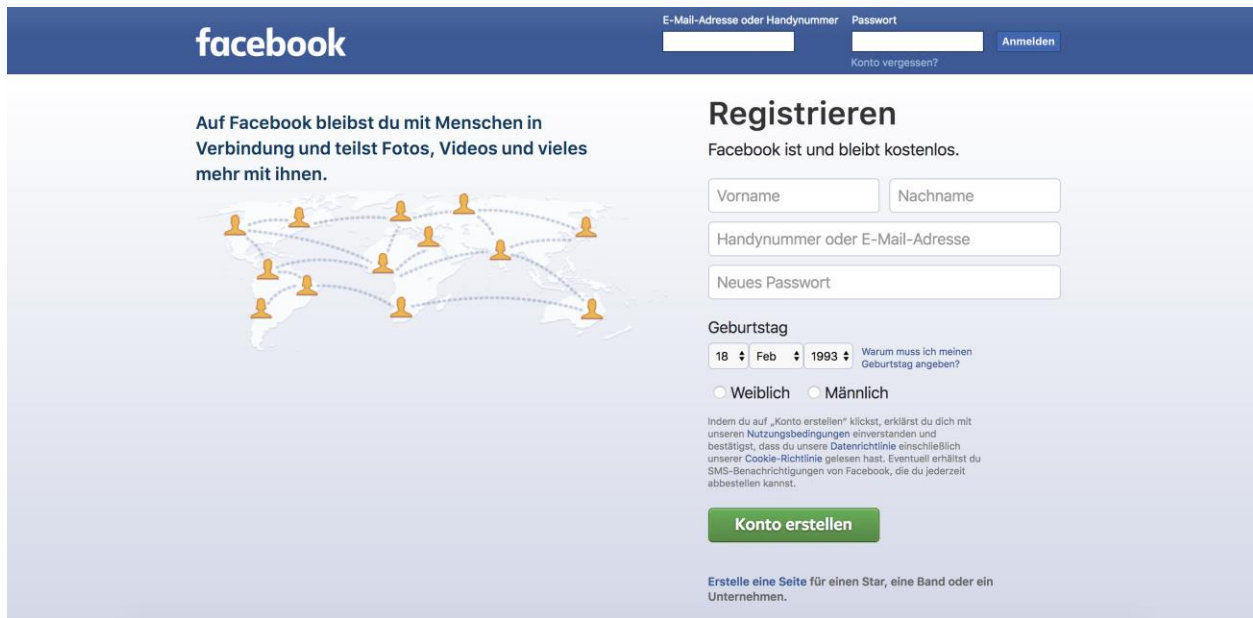 facebook
E-Mail-Adresse oder Handynummer
Passwort
Anmelden
Konto vergessen?
Auf Facebook bleibst du mit Menschen in
Verbindung und teilst Fotos, Videos und vieles
mehr mit ihnen.
Registrieren
Facebook ist und bleibt kostenlos.
Vorname
Nachname
Handynummer oder E-Mail-Adresse
Neues Passwort
Geburtstag
18 Feb 1993
Warum muss ich meinen
Geburtstag angeben?
Weiblich Männlich
Indem du auf „Konto erstellen“ klickst, erklärst du dich mit
unseren Nutzungsbedingungen einverstanden und
bestätigst, dass du unsere Datenrichtlinie einschließlich
unserer Cookie-Richtlinie gelesen hast. Eventuell erhältst du
SMS-Benachrichtigungen von Facebook, die du jederzeit
abbestellen kannst.
Konto erstellen
Erstelle eine Seite für einen Star, eine Band oder ein
Unternehmen.